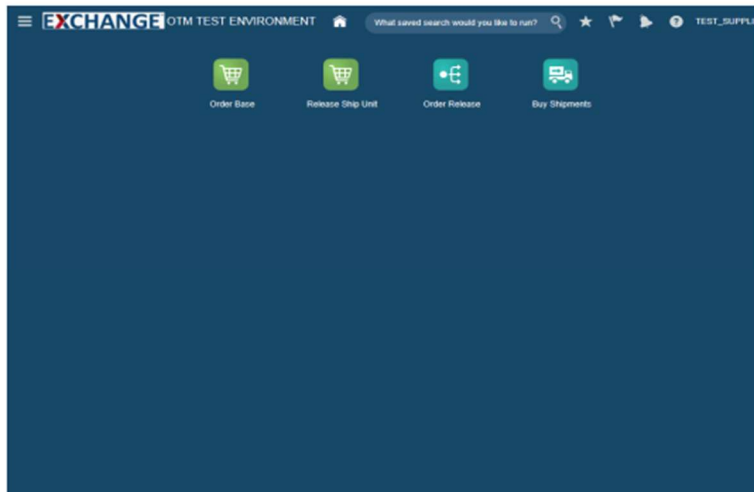 EXCHANGE OTM TEST ENVIRONMENT What saved search would you like to run? TEST_SUPPLI
Order Base Release Ship Unit Order Release Buy Shipments